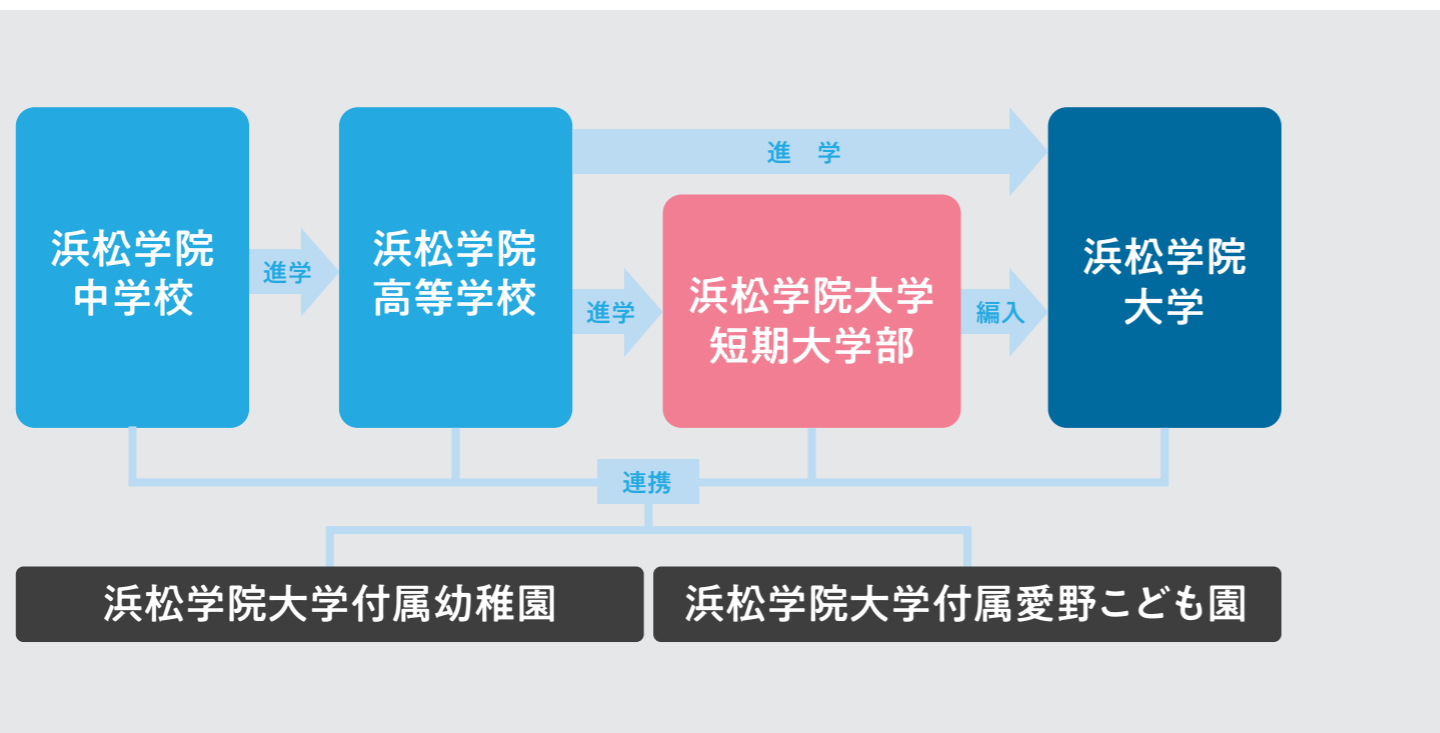 浜松学院
中学校
進学
浜松学院
高等学校
進　学
進学
浜松学院大学
短期大学部
編入
浜松学院
大学
連携
浜松学院大学付属幼稚園
浜松学院大学付属愛野こども園